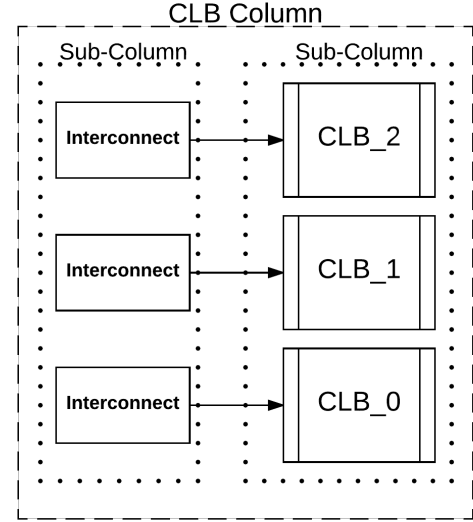 CLB Column
Sub-Column Sub-Column
Interconnect CLB_2
Interconnect CLB_1
Interconnect CLB_0